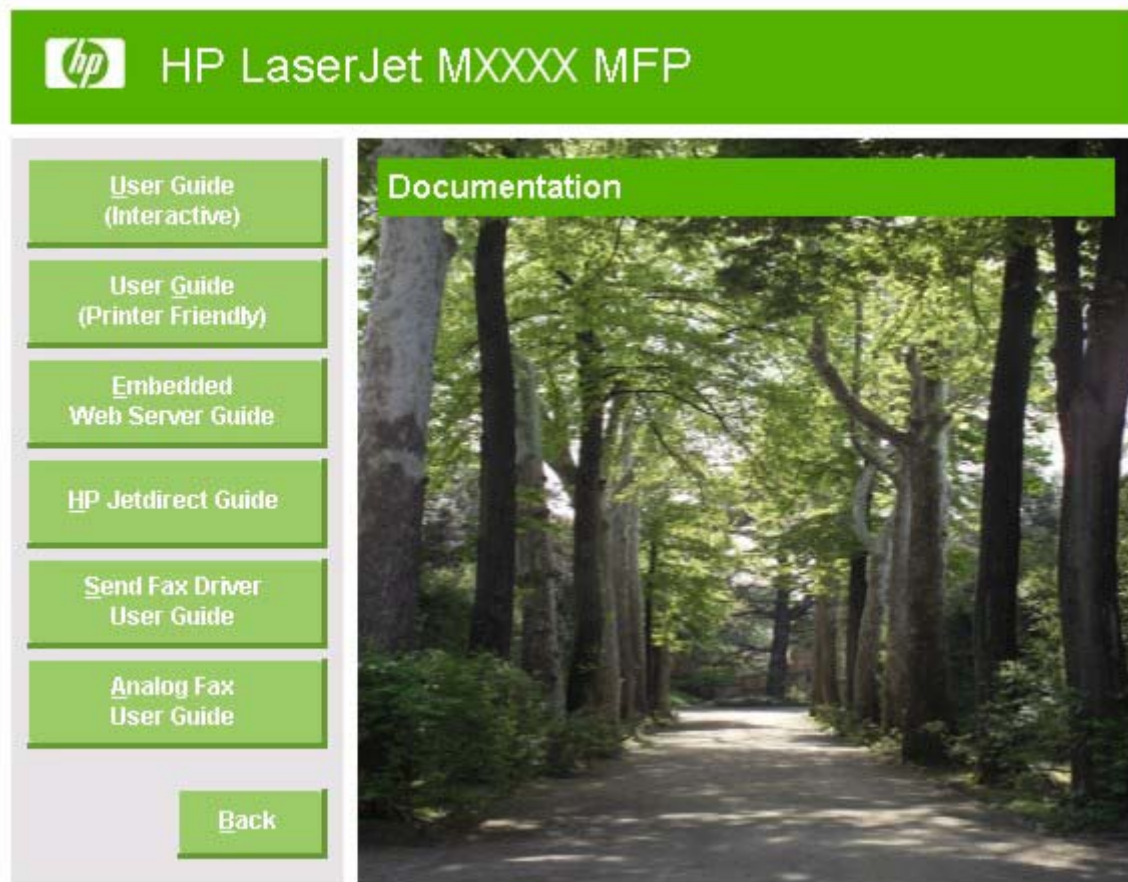 hp
HP LaserJet MXXXX MFP
Documentation
User Guide
(Interactive)
User Guide
(Printer Friendly)
Embedded
Web Server Guide
HP Jetdirect Guide
Send Fax Driver
User Guide
Analog Fax
User Guide
Back